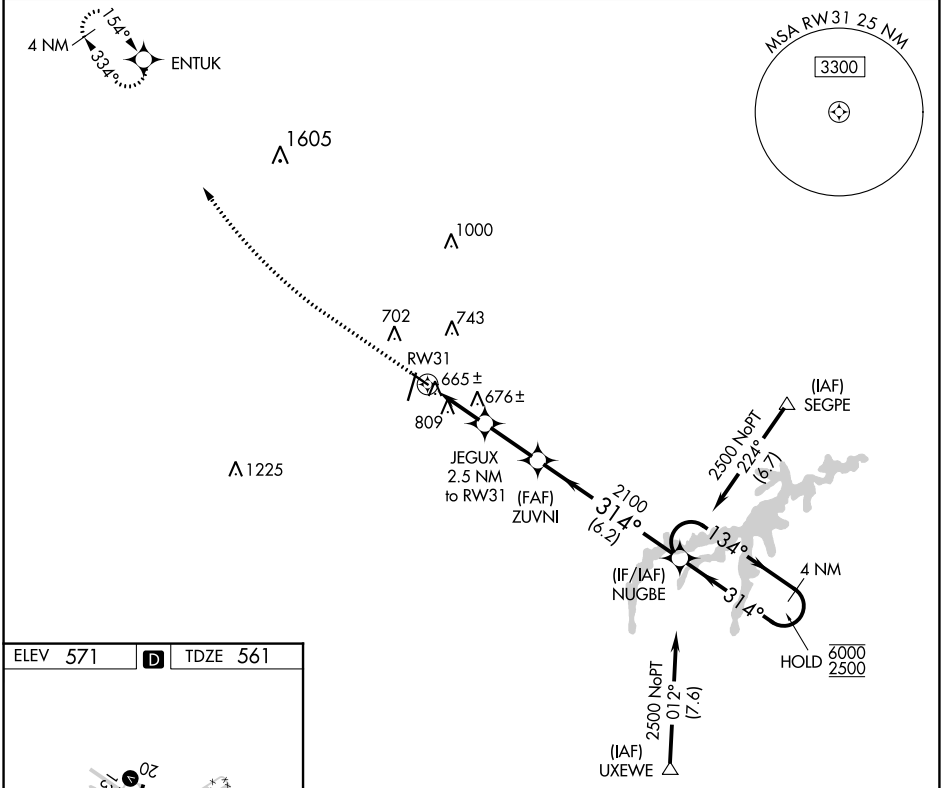 154°
4 NM
334°
ENTUK
MSA RW31 25 NM
3300
1605
1000
702
743
RW31
665 ±
676 ±
809
1225
JEGUX
2.5 NM
to RW31
(FAF)
ZUVNI
2100
314°
(6.2)
(IAF)
SEGPE
2500 NoPT
224°
(6.7)
134°
4 NM
(IF/IAF)
NUGBE
314°
HOLD 6000
2500
2500 NoPT
012°
(7.6)
(IAF)
UXEWE
ELEV 571 D TDZE 561
20
V